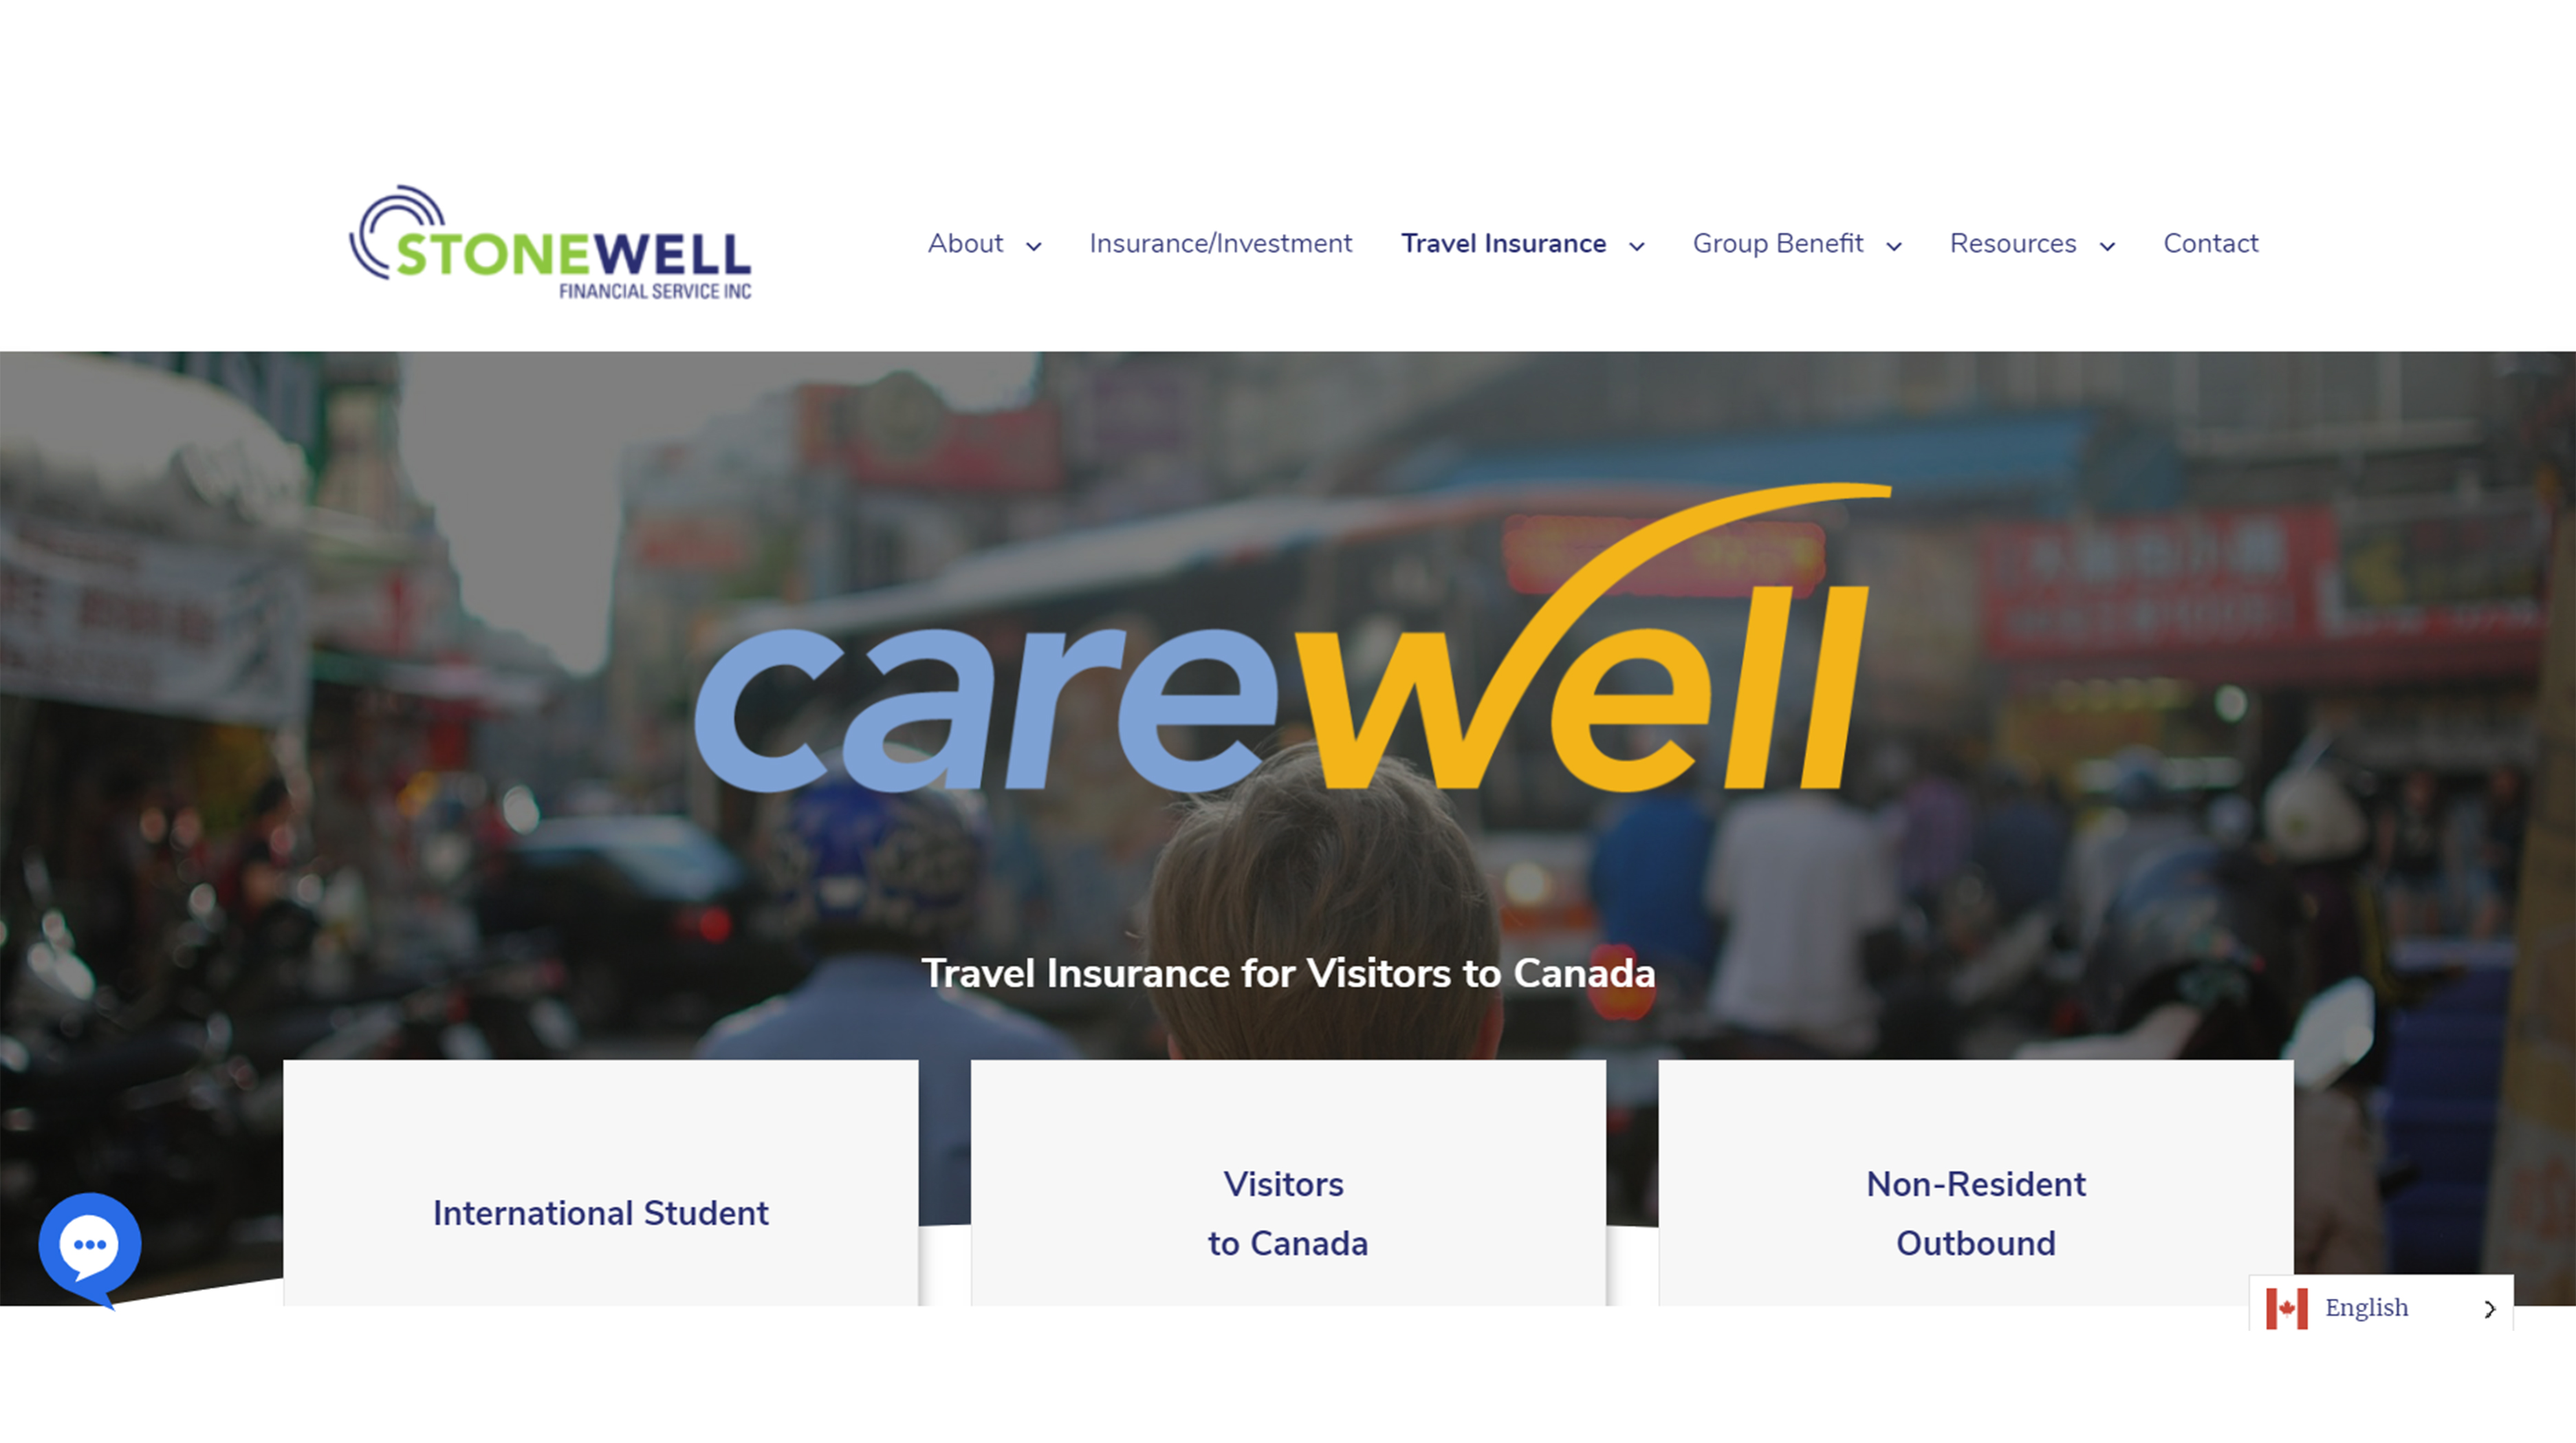 STONEWELL
FINANCIAL SERVICE INC
About
Insurance/Investment
Travel Insurance
Group Benefit
Resources
Contact
carewell
Travel Insurance for Visitors to Canada
International Student
Visitors
to Canada
Non-Resident
Outbound
English